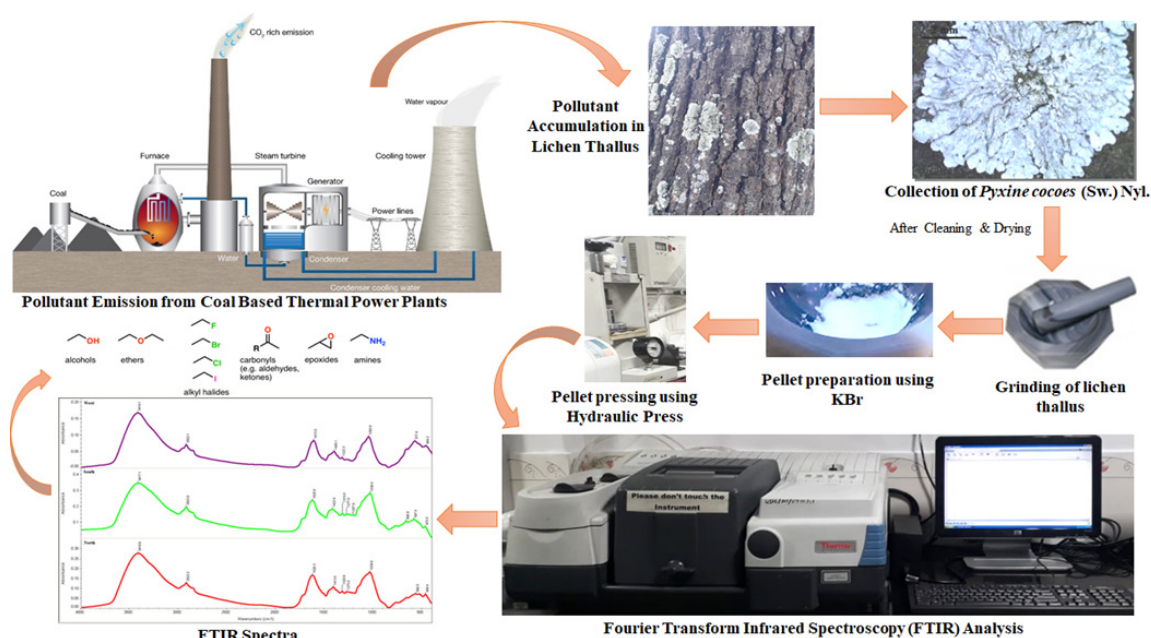 CO2 rich emission
Water vapour
Furnace
Steam turbine
Cooling tower
Generator
Coal
Power lines
Water
Condenser
Condenser cooling water
Pollutant Emission from Coal Based Thermal Power Plants
Pollutant
Accumulation in
Lichen Thallus
Collection of Pyxine cocoes (Sw.) Nyl.
After Cleaning & Drying
Grinding of lichen
thallus
Pellet preparation using
KBr
Pellet pressing using
Hydraulic Press
Please don't touch the
Instrument
Thermo
Fourier Transform Infrared Spectroscopy (FTIR) Analysis
OH
O
F
Br
Cl
I
O
R
O
NH2
alcohols
ethers
alkyl halides
carbonyls
(e.g. aldehydes,
ketones)
epoxides
amines
West
South
North
FTIR Spectra